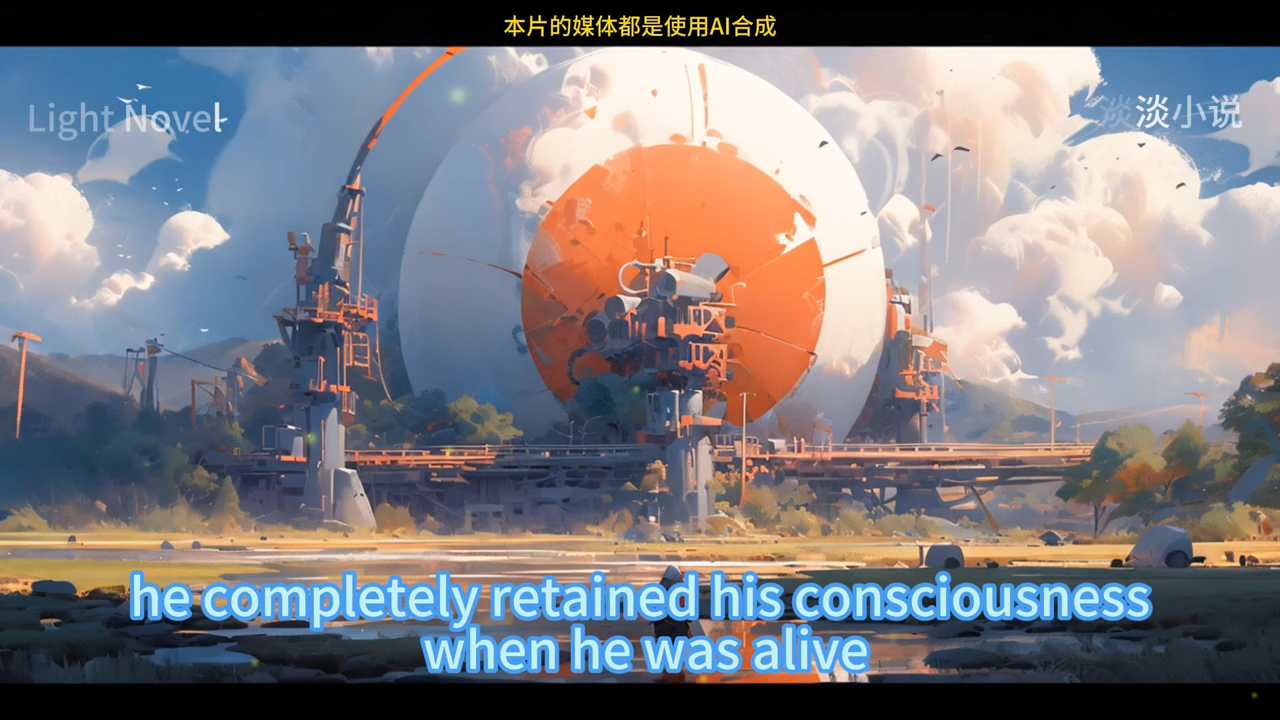 本片的媒体都是使用AI合成
Light Novel
淡淡小说
he completely retained his consciousness
when he was alive